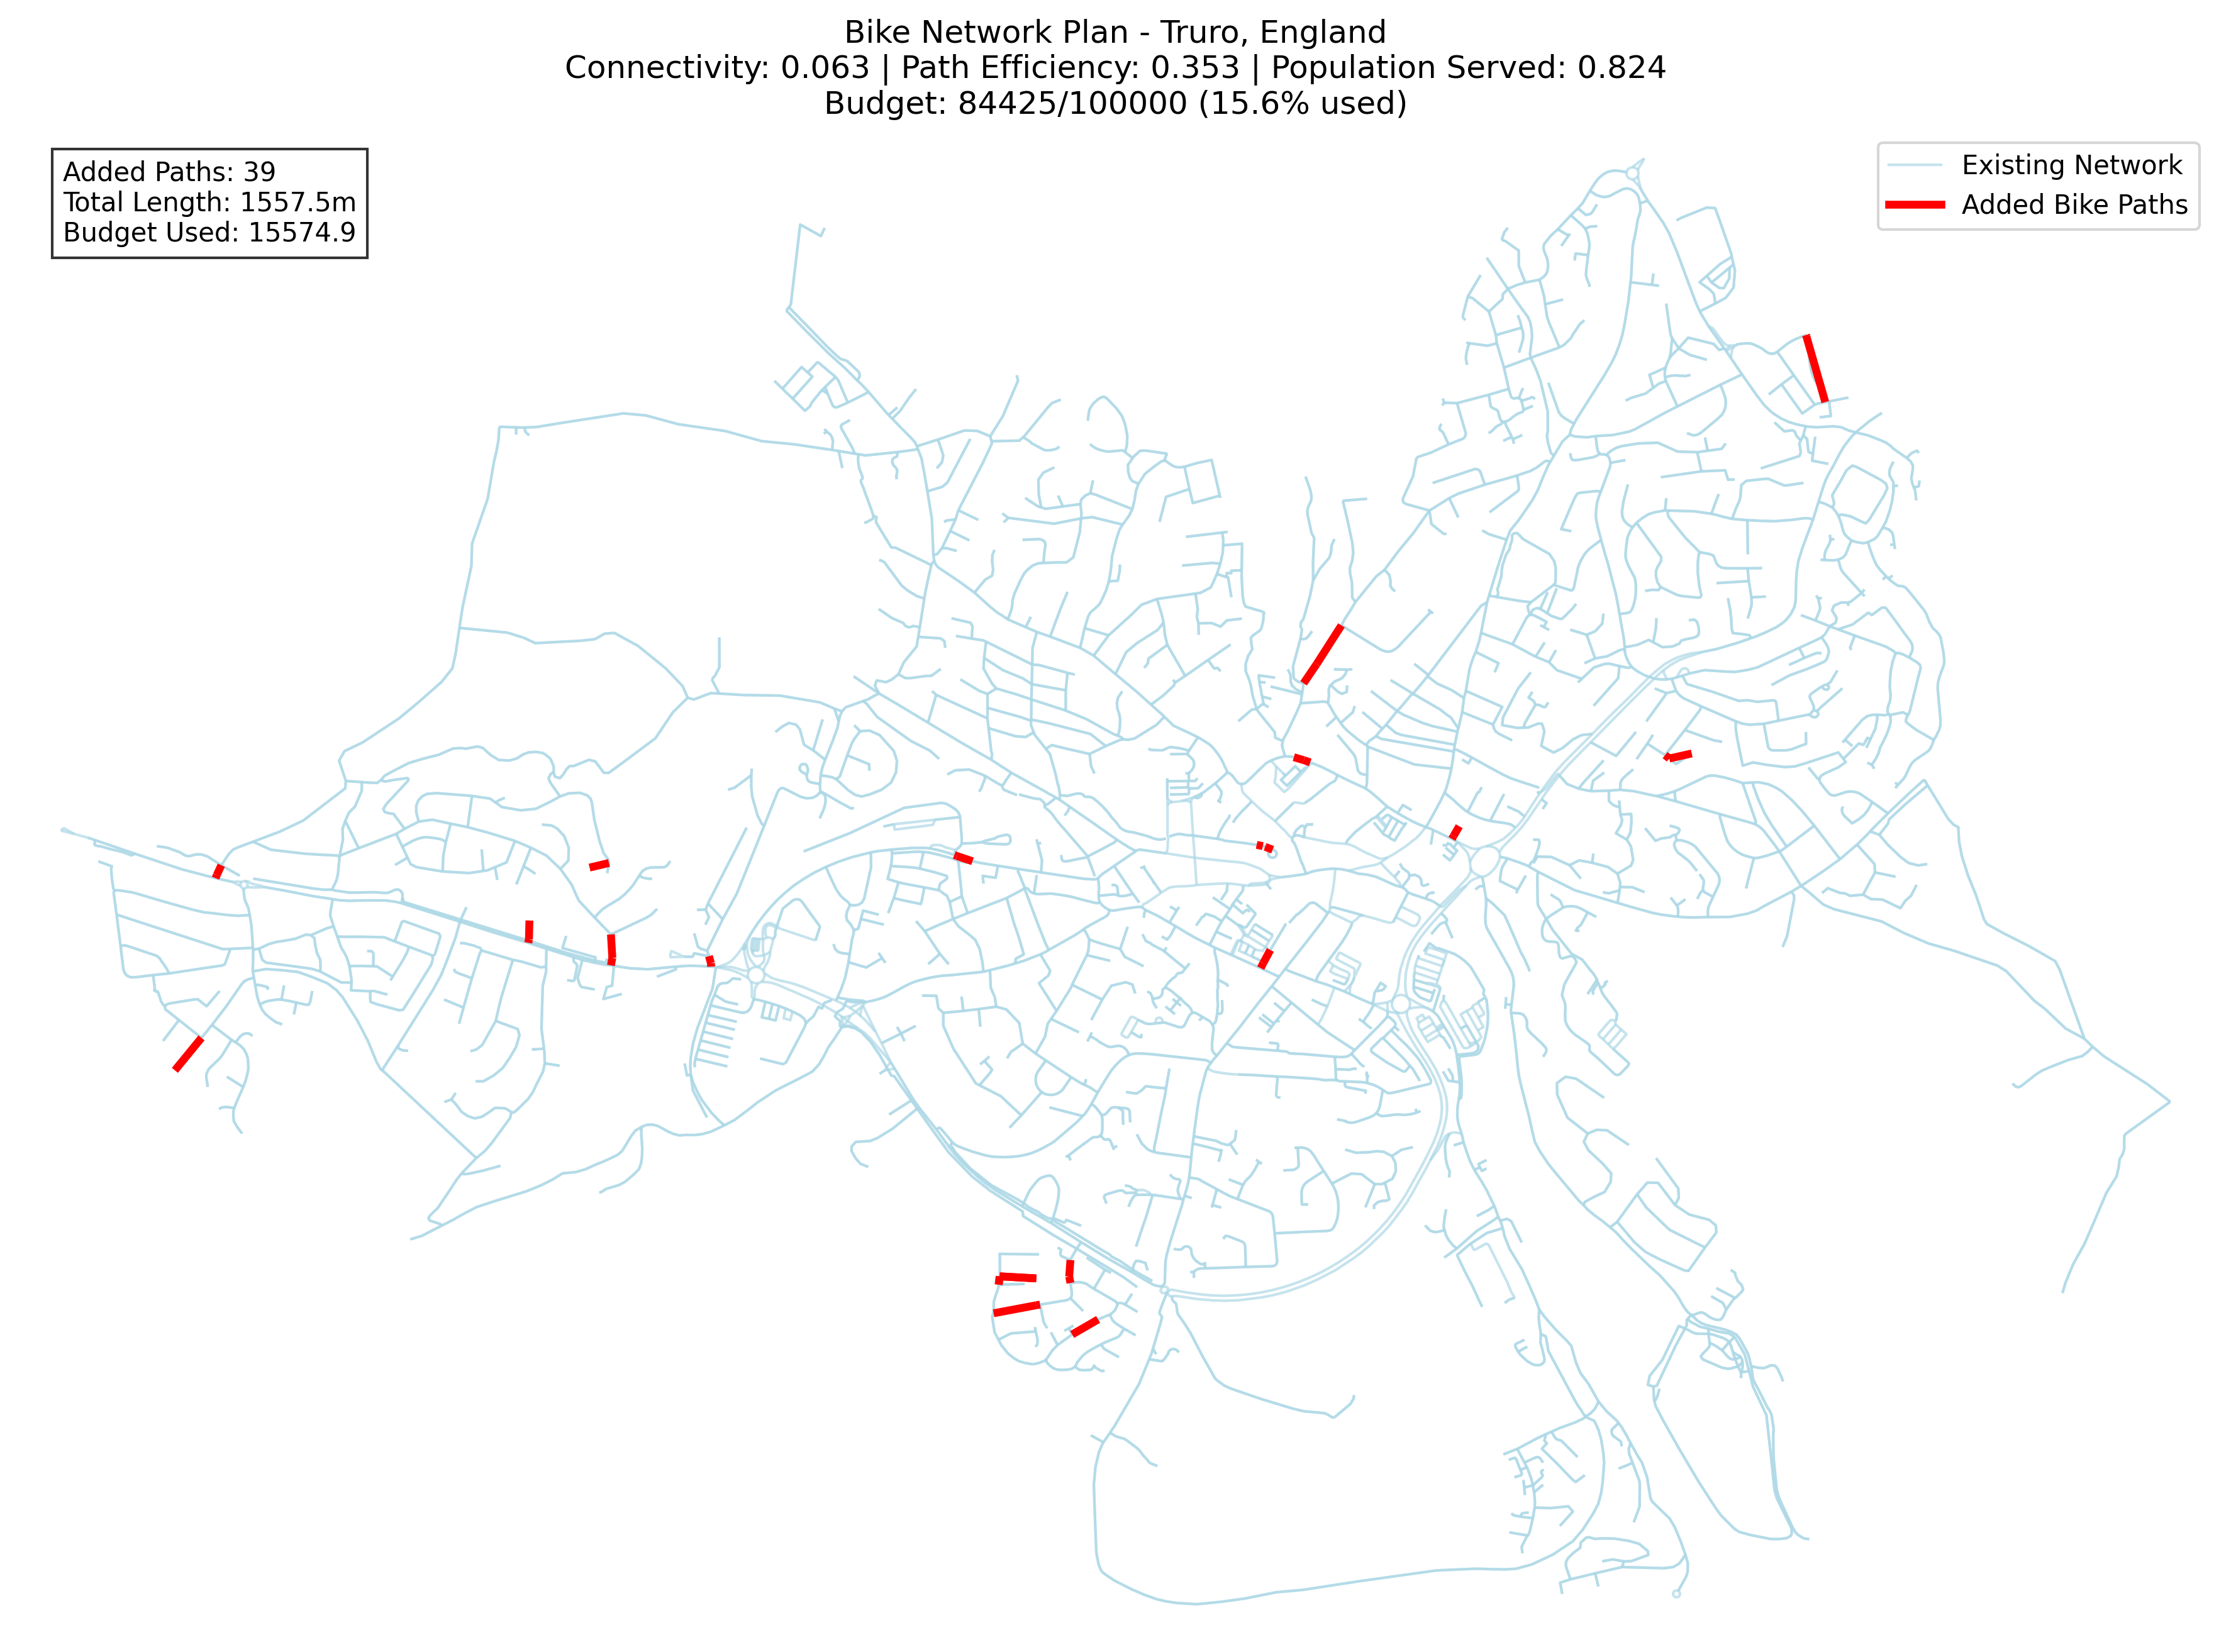 Bike Network Plan - Truro, England
Connectivity: 0.063 | Path Efficiency: 0.353 | Population Served: 0.824
Budget: 84425/100000 (15.6% used)
Added Paths: 39
Total Length: 1557.5m
Budget Used: 15574.9
Existing Network
Added Bike Paths